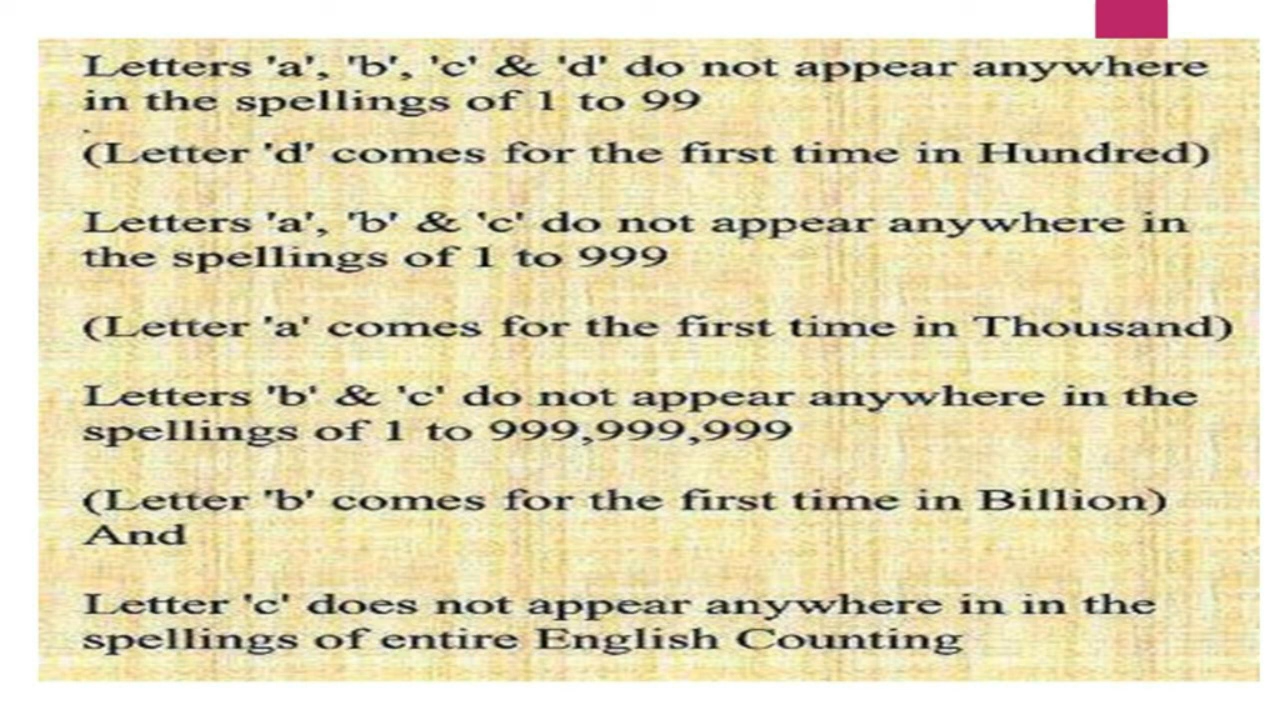 Letters 'a', 'b', 'c' & 'd' do not appear anywhere
in the spellings of 1 to 99
.
(Letter 'd' comes for the first time in Hundred)
Letters 'a', 'b' & 'c' do not appear anywhere in
the spellings of 1 to 999
(Letter 'a' comes for the first time in Thousand)
Letters 'b' & 'c' do not appear anywhere in the
spellings of 1 to 999,999,999
(Letter 'b' comes for the first time in Billion)
And
Letter 'c' does not appear anywhere in in the
spellings of entire English Counting